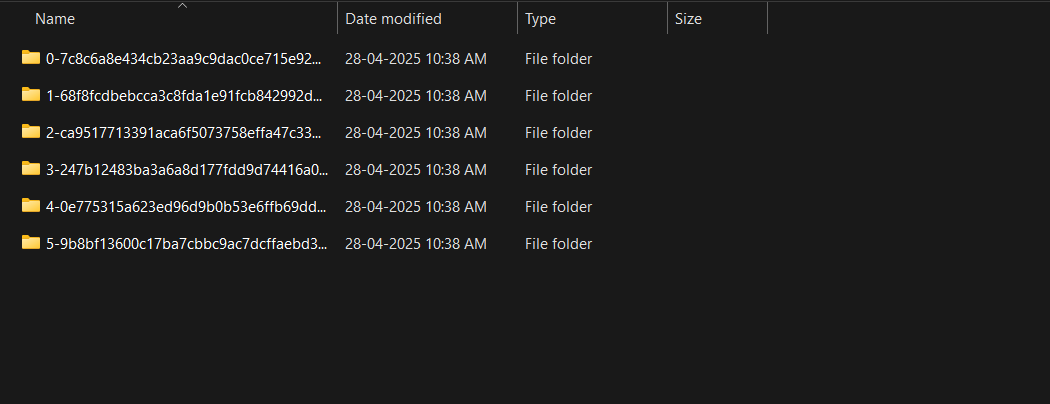 Name Date modified Type Size
0-7c8c6a8e434cb23aa9c9dac0ce715e92... 28-04-2025 10:38 AM File folder
1-68f8fcdbebcca3c8fda1e91fcb842992d... 28-04-2025 10:38 AM File folder
2-ca9517713391aca6f5073758effa47c33... 28-04-2025 10:38 AM File folder
3-247b12483ba3a6a8d177fdd9d74416a0... 28-04-2025 10:38 AM File folder
4-0e775315a623ed96d9b0b53e6ffb69dd... 28-04-2025 10:38 AM File folder
5-9b8bf13600c17ba7cbbc9ac7dcffaebd3... 28-04-2025 10:38 AM File folder